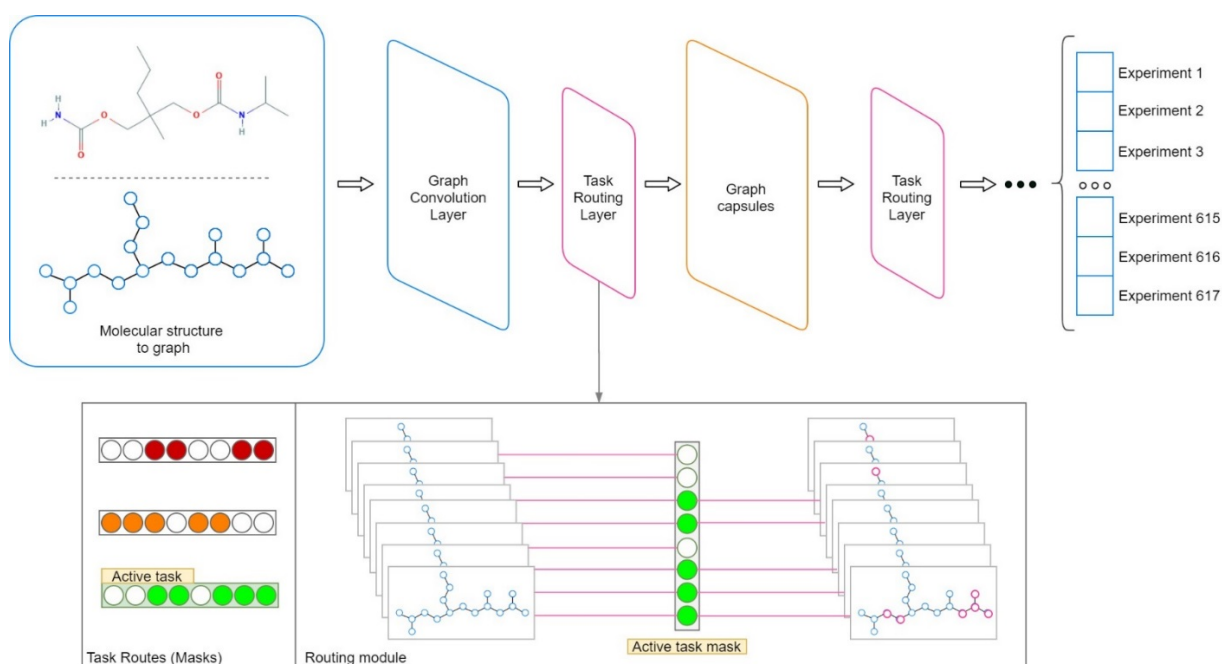 O
O
N
H
H
N
H
O
O
Molecular structure
to graph
Graph
Convolution
Layer
Task
Routing
Layer
Graph
capsules
Task
Routing
Layer
Experiment 1
Experiment 2
Experiment 3
Experiment 615
Experiment 616
Experiment 617
Active task
Task Routes (Masks)
Active task mask
Routing module